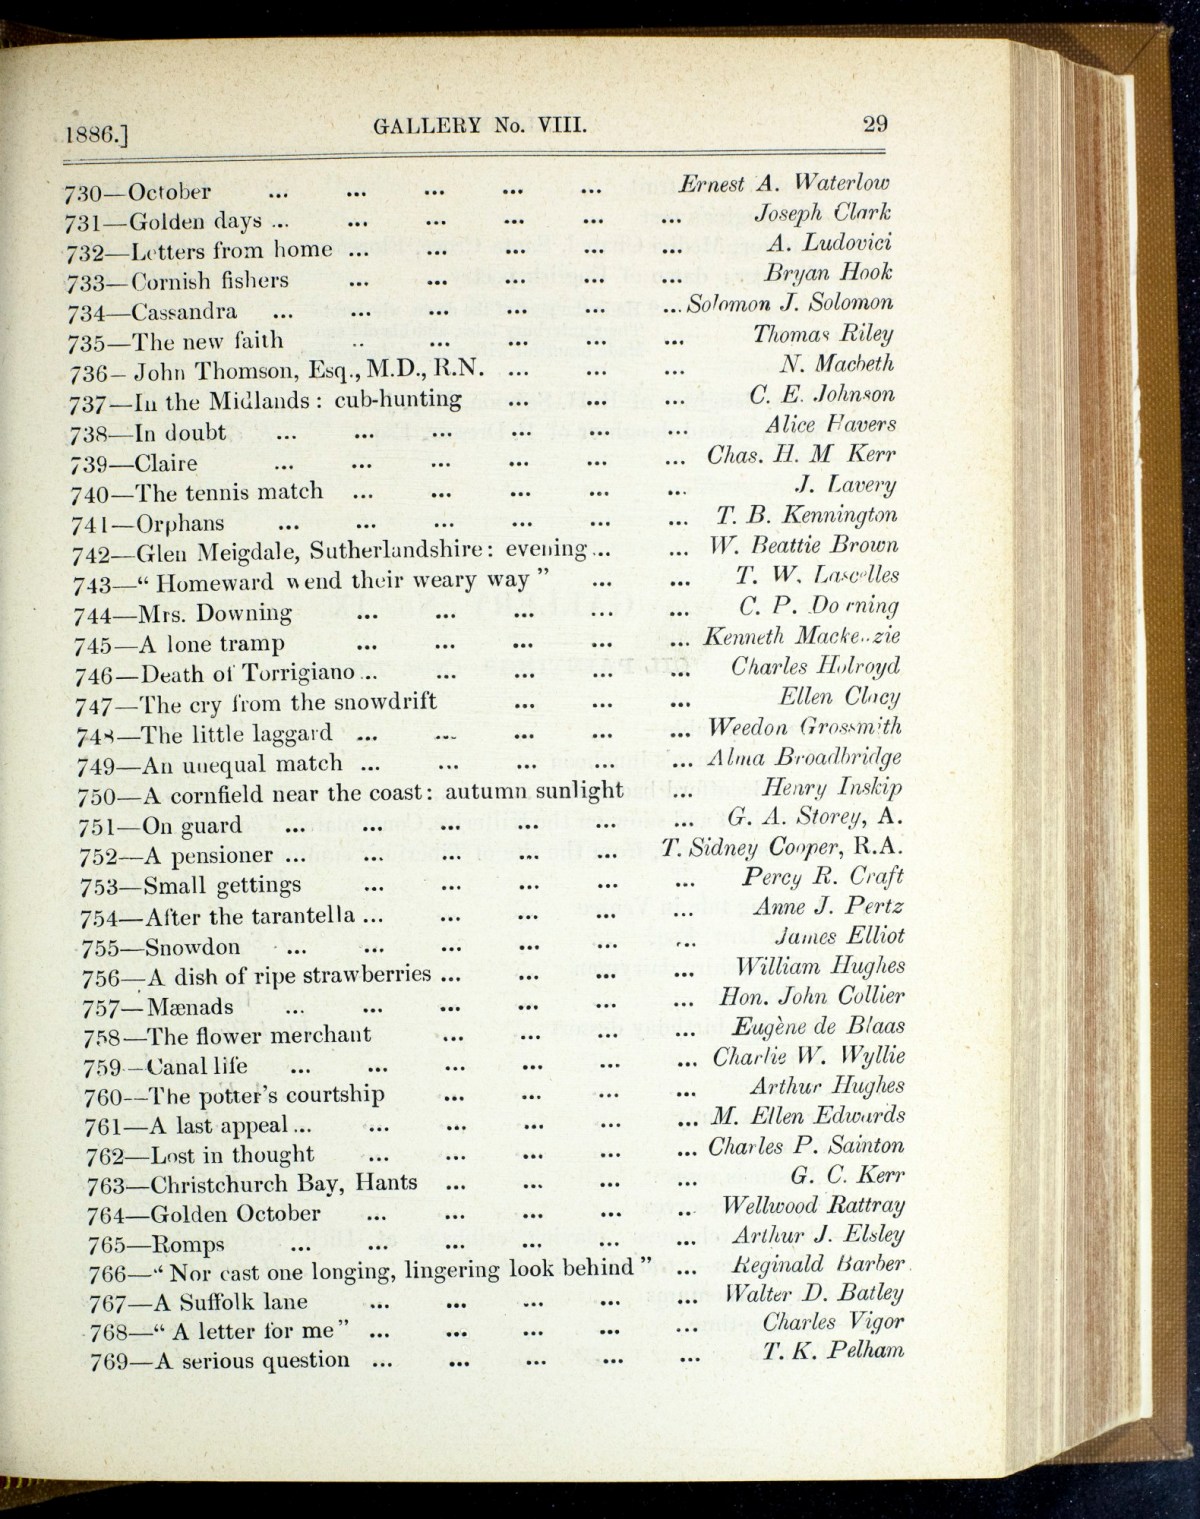 1886.] GALLERY No. VIII. 29
730—October ... ... ... ... ... Ernest A. Waterlow
731—Golden days ... ... ... ... ... ... Joseph Clark
732—Letters from home ... ... ... ... ... A. Ludovici
733—Cornish fishers ... ... ... ... ... Bryan Hook
734—Cassandra ... ... ... ... ... ... Solomon J. Solomon
735—The new faith .. ... ... ... ... Thomas Riley
736—John Thomson, Esq., M.D., R.N. ... ... ... N. Macbeth
737—In the Midlands : cub-hunting ... ... ... C. E. Johnson
738—In doubt ... ... ... ... ... ... Alice Havers
739—Claire ... ... ... ... ... ... Chas. H. M Kerr
740—The tennis match ... ... ... ... ... J. Lavery
741—Orphans ... ... ... ... ... ... T. B. Kennington
742—Glen Meigdale, Sutherlandshire : evening ... ... W. Beattie Brown
743—“ Homeward wend their weary way ” ... ... T. W. Lascelles
744—Mrs. Downing ... ... ... ... ... C. P. Downing
745—A lone tramp ... ... ... ... ... Kenneth Mackenzie
746—Death of Torrigiano ... ... ... ... ... Charles Holroyd
747—The cry from the snowdrift ... ... ... Ellen Clacy
748—The little laggard ... ... ... ... ... Weedon Grossmith
749—An unequal match ... ... ... ... ... Alma Broadbridge
750—A cornfield near the coast : autumn sunlight ... Henry Inskip
751—On guard ... ... ... ... ... ... G. A. Storey, A.
752—A pensioner ... ... ... ... ... T. Sidney Cooper, R.A.
753—Small gettings ... ... ... ... ... Percy R. Craft
754—After the tarantella ... ... ... ... ... Anne J. Pertz
755—Snowdon ... ... ... ... ... ... James Elliot
756—A dish of ripe strawberries ... ... ... ... William Hughes
757—Mænads ... ... ... ... ... ... Hon. John Collier
758—The flower merchant ... ... ... ... Eugène de Blaas
759—Canal life ... ... ... ... ... ... Charlie W. Wyllie
760—The potter’s courtship ... ... ... ... Arthur Hughes
761—A last appeal ... ... ... ... ... ... M. Ellen Edwards
762—Lost in thought ... ... ... ... ... Charles P. Sainton
763—Christchurch Bay, Hants ... ... ... ... G. C. Kerr
764—Golden October ... ... ... ... .. Wellwood Rattray
765—Romps ... ... ... ... ... ... Arthur J. Elsley
766—“ Nor cast one longing, lingering look behind ” ... Reginald Barber
767—A Suffolk lane ... ... ... ... ... Walter D. Batley
768—“ A letter for me ” ... ... ... ... ... Charles Vigor
769—A serious question ... ... ... ... ... T. K. Pelham